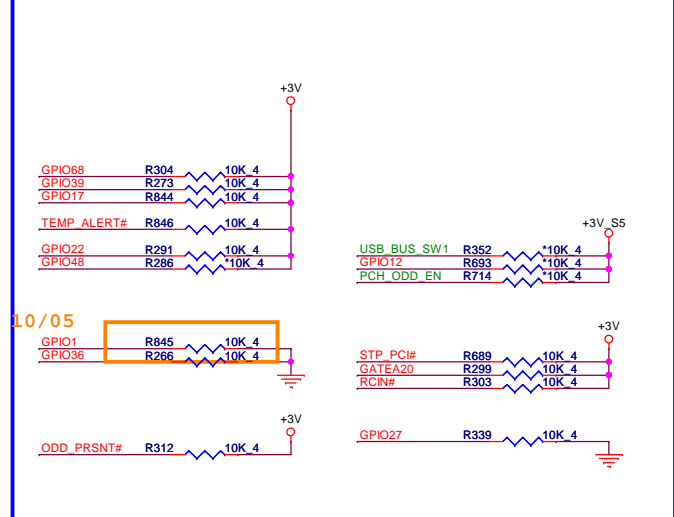 +3V
GPIO68 R304 10K_4
GPIO39 R273 10K_4
GPIO17 R844 10K_4
TEMP_ALERT# R846 10K_4
GPIO22 R291 10K_4
GPIO48 R286 *10K_4
10/05
GPIO1 R845 10K_4
GPIO36 R266 10K_4
+3V
ODD_PRSNT# R312 10K_4
+3V_S5
USB_BUS_SW1 R352 *10K_4
GPIO12 R693 *10K_4
PCH_ODD_EN R714 *10K_4
+3V
STP_PCI# R689 10K_4
GATEA20 R299 10K_4
RCIN# R303 10K_4
GPIO27 R339 10K_4